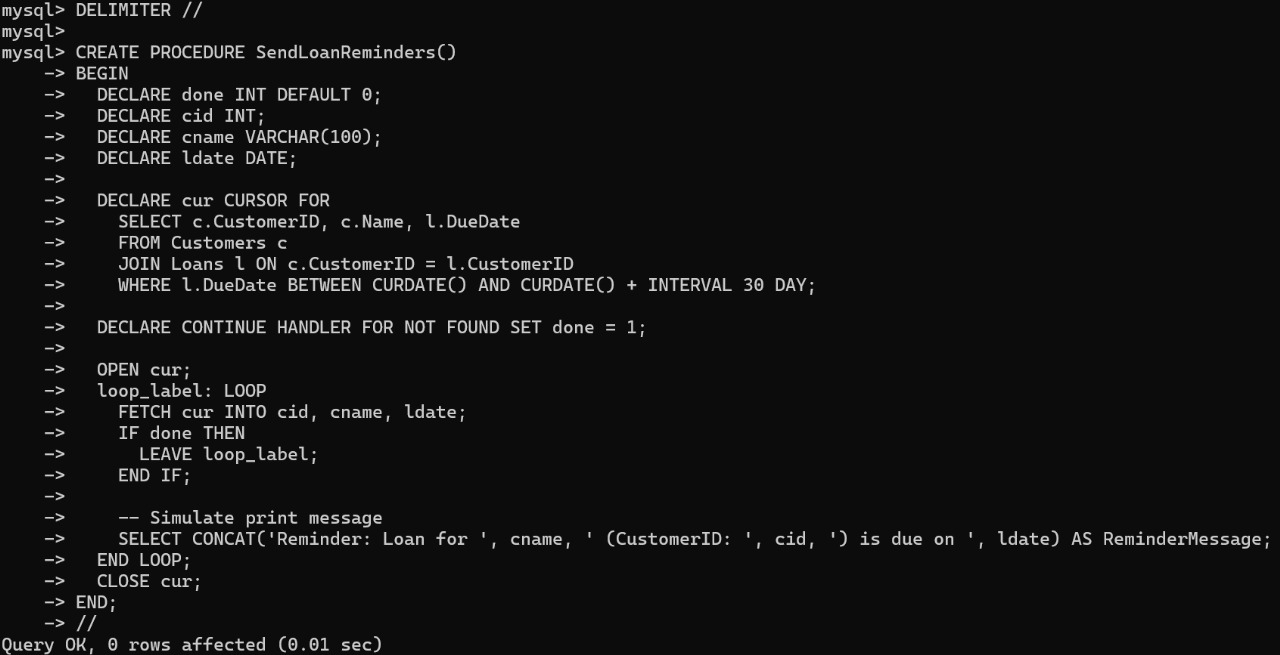 mysql> DELIMITER //
mysql>
mysql> CREATE PROCEDURE SendLoanReminders()
    -> BEGIN
    ->   DECLARE done INT DEFAULT 0;
    ->   DECLARE cid INT;
    ->   DECLARE cname VARCHAR(100);
    ->   DECLARE ldate DATE;
    ->
    ->   DECLARE cur CURSOR FOR
    ->     SELECT c.CustomerID, c.Name, l.DueDate
    ->     FROM Customers c
    ->     JOIN Loans l ON c.CustomerID = l.CustomerID
    ->     WHERE l.DueDate BETWEEN CURDATE() AND CURDATE() + INTERVAL 30 DAY;
    ->
    ->   DECLARE CONTINUE HANDLER FOR NOT FOUND SET done = 1;
    ->
    ->   OPEN cur;
    ->   loop_label: LOOP
    ->     FETCH cur INTO cid, cname, ldate;
    ->     IF done THEN
    ->       LEAVE loop_label;
    ->     END IF;
    ->
    ->     -- Simulate print message
    ->     SELECT CONCAT('Reminder: Loan for ', cname, ' (CustomerID: ', cid, ') is due on ', ldate) AS ReminderMessage;
    ->   END LOOP;
    ->   CLOSE cur;
    -> END;
    -> //
Query OK, 0 rows affected (0.01 sec)